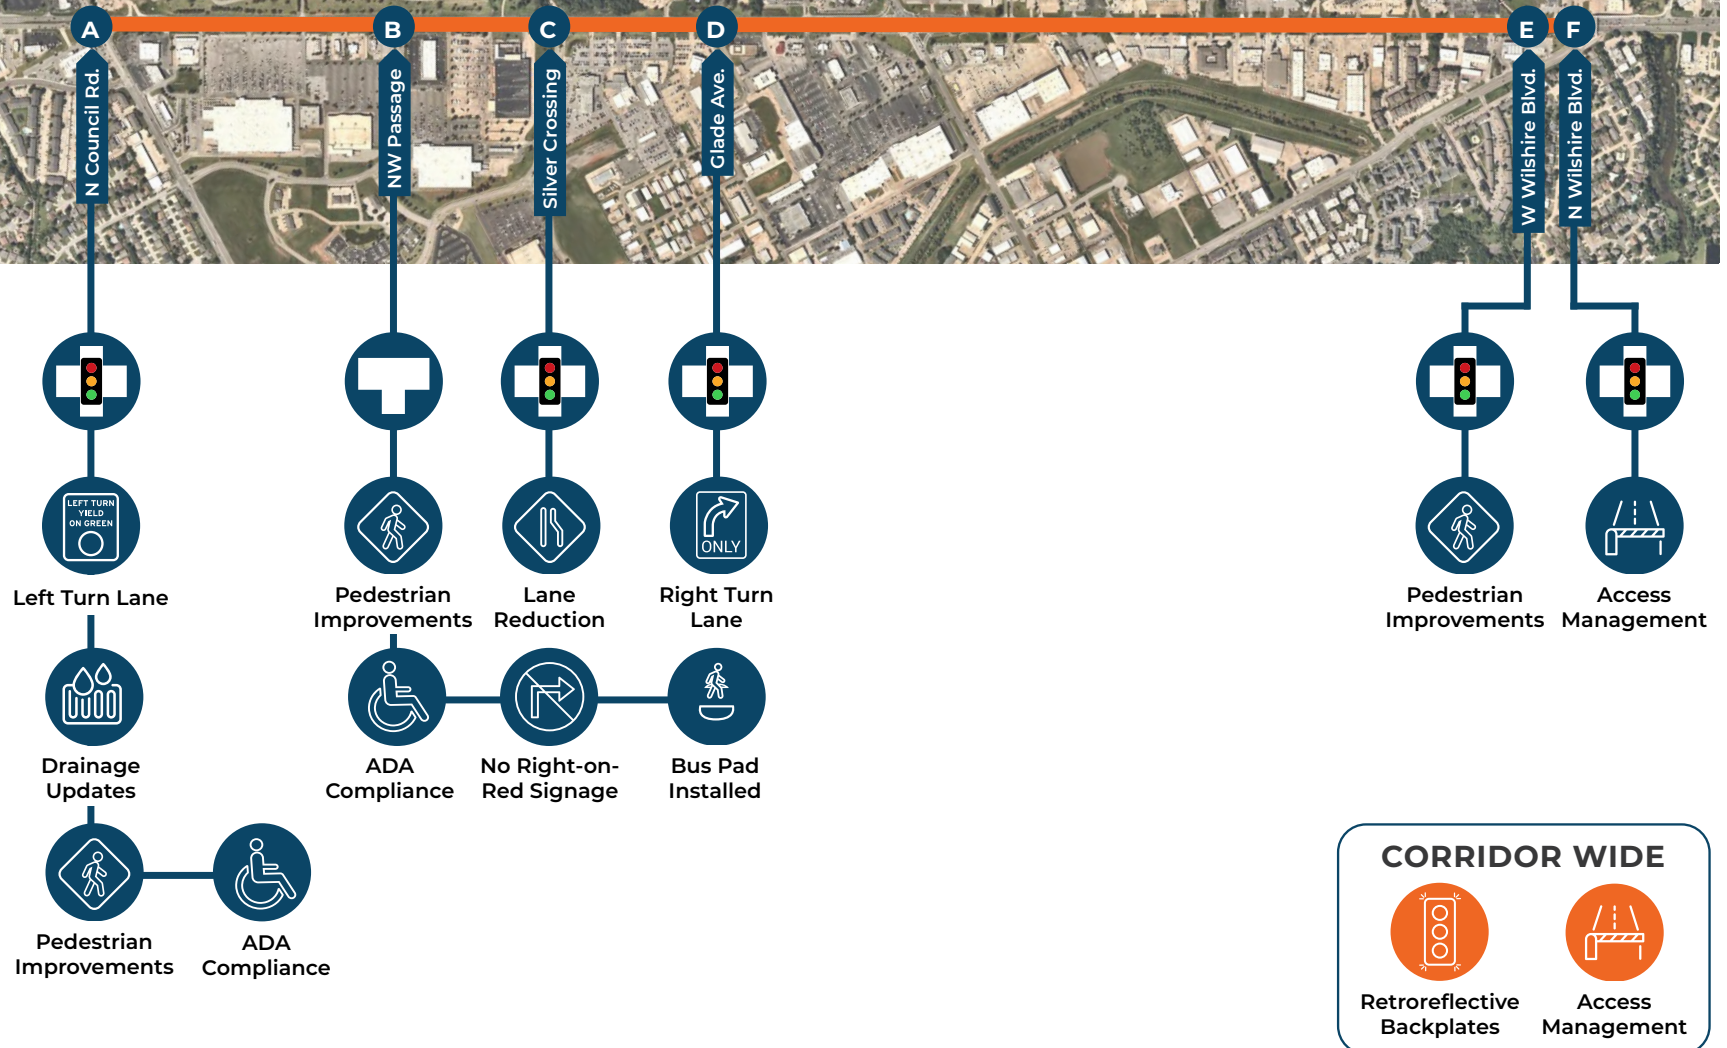 A
B
C
D
E
F
N Council Rd.
NW Passage
Silver Crossing
Glade Ave.
W Wilshire Blvd.
N Wilshire Blvd.
LEFT TURN
YIELD
ON GREEN
ONLY
Left Turn Lane
Pedestrian
Improvements
Lane
Reduction
Right Turn
Lane
Pedestrian
Improvements
Access
Management
Drainage
Updates
ADA
Compliance
No Right-on-
Red Signage
Bus Pad
Installed
Pedestrian
Improvements
ADA
Compliance
CORRIDOR WIDE
Retroreflective
Backplates
Access
Management